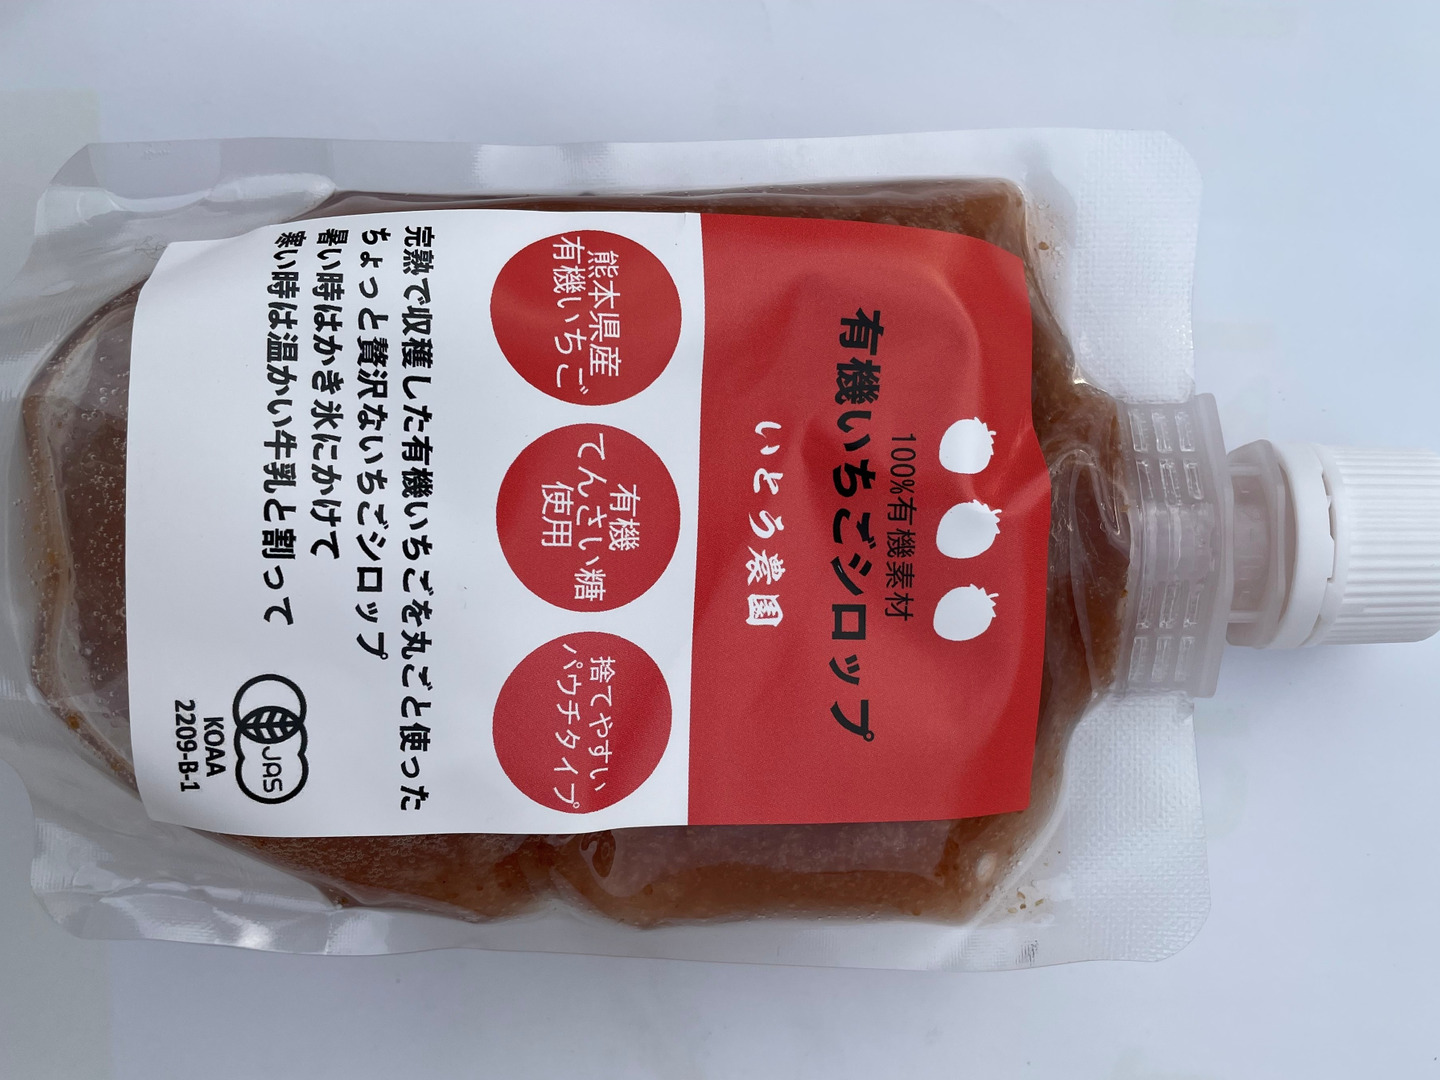 100%有機素材
有機いちごシロップ
いとう農園
熊本県産
有機いちご
有機
てんさい糖
使用
捨てやすい
パウチタイプ
完熟で収穫した有機いちごを丸ごと使った
ちょっと贅沢ないちごシロップ
暑い時はかき氷にかけて
寒い時は温かい牛乳と割って
JAS
KOAA
2209-B-1